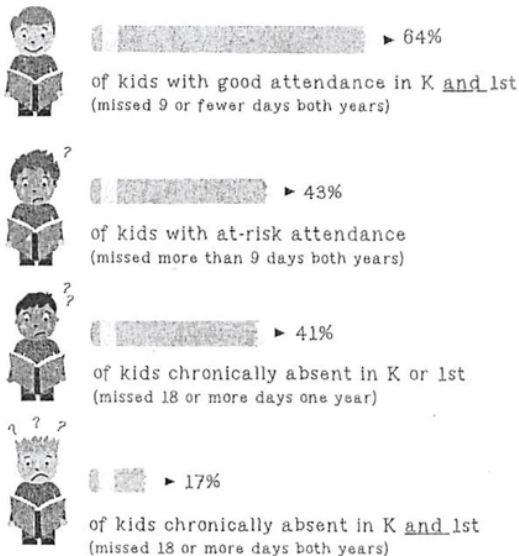 ▸ 64%
of kids with good attendance in K and 1st
(missed 9 or fewer days both years)
?
▸ 43%
of kids with at-risk attendance
(missed more than 9 days both years)
? ?
▸ 41%
of kids chronically absent in K or 1st
(missed 18 or more days one year)
? ? ?
▸ 17%
of kids chronically absent in K and 1st
(missed 18 or more days both years)